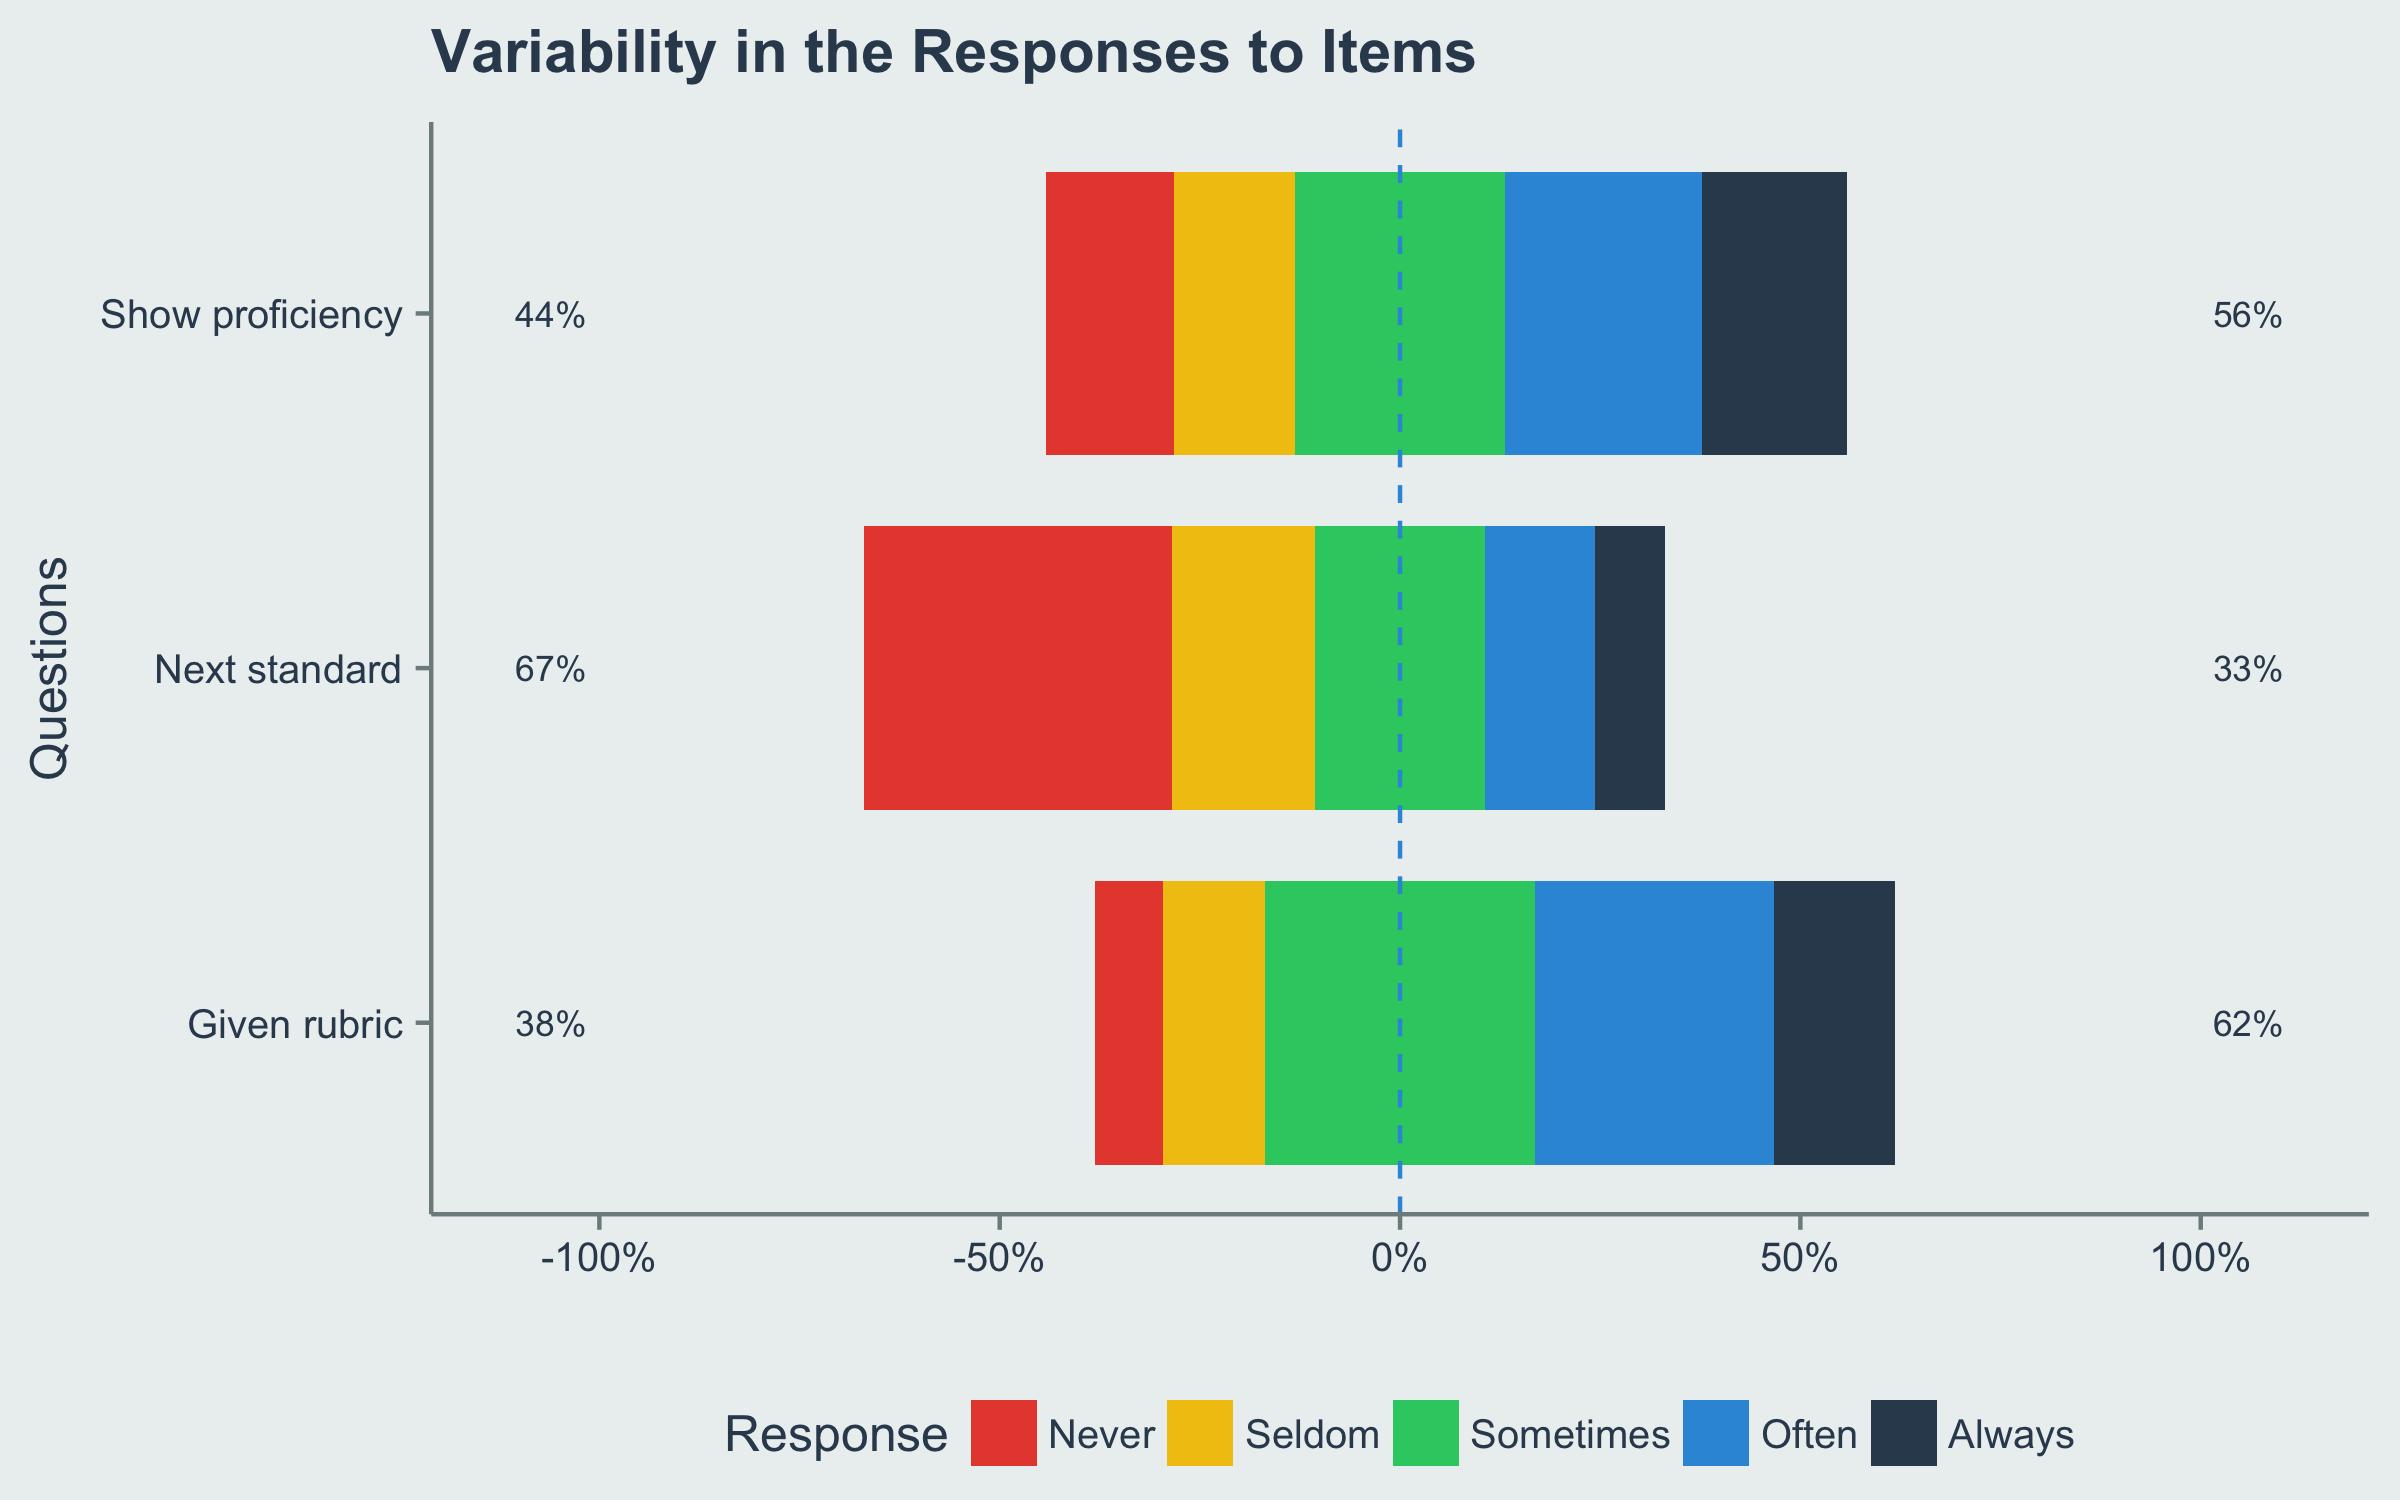 Variability in the Responses to Items
Questions
Show proficiency
44%
56%
Next standard
67%
33%
Given rubric
38%
62%
-100%
-50%
0%
50%
100%
Response
Never
Seldom
Sometimes
Often
Always